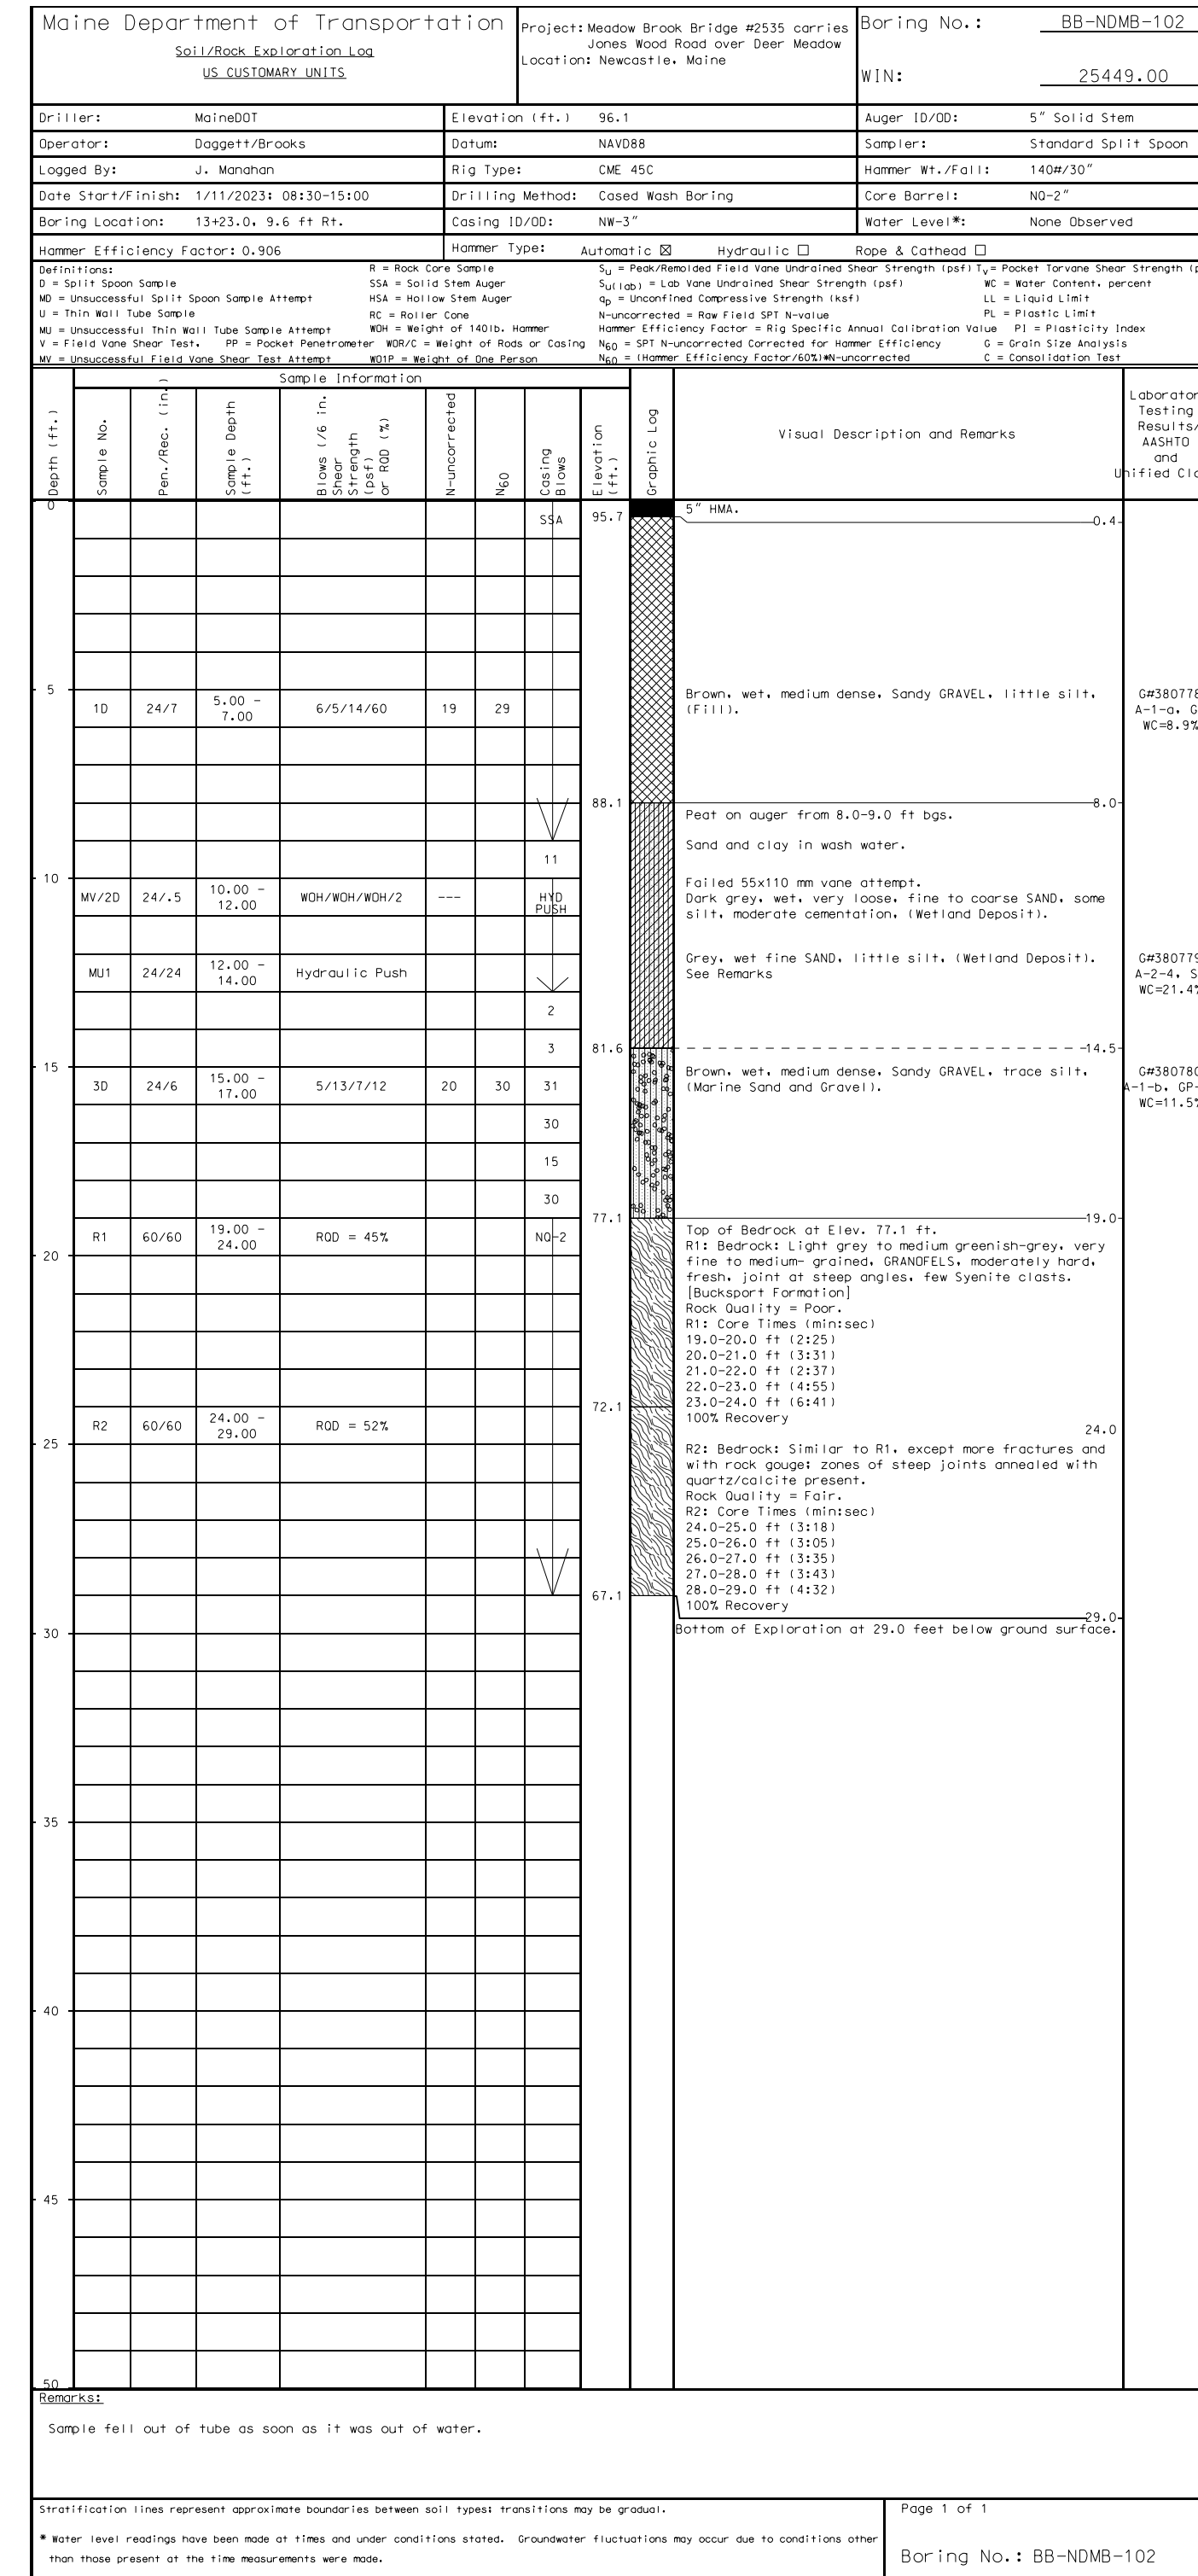 Maine Department of Transportation
Soil/Rock Exploration Log
US CUSTOMARY UNITS
Project: Meadow Brook Bridge #2535 carries
Jones Wood Road over Deer Meadow
Location: Newcastle, Maine
Boring No.: BB-NDMB-102
WIN: 25449.00
Driller: MaineDOT Elevation (ft.) 96.1 Auger ID/OD: 5" Solid Stem
Operator: Daggett/Brooks Datum: NAVD88 Sampler: Standard Split Spoon
Logged By: J. Manahan Rig Type: CME 45C Hammer Wt./Fall: 140#/30"
Date Start/Finish: 1/11/2023; 08:30-15:00 Drilling Method: Cased Wash Boring Core Barrel: NQ-2"
Boring Location: 13+23.0, 9.6 ft Rt. Casing ID/OD: NW-3" Water Level*: None Observed
Hammer Efficiency Factor: 0.906 Hammer Type: Automatic ☒ Hydraulic ☐ Rope & Cathead ☐
Definitions: R = Rock Core Sample Su = Peak/Remolded Field Vane Undrained Shear Strength (psf) Tv = Pocket Torvane Shear Strength (p
D = Split Spoon Sample SSA = Solid Stem Auger Su(lab) = Lab Vane Undrained Shear Strength (psf) WC = Water Content, percent
MD = Unsuccessful Split Spoon Sample Attempt HSA = Hollow Stem Auger qp = Unconfined Compressive Strength (ksf) LL = Liquid Limit
U = Thin Wall Tube Sample RC = Roller Cone N-uncorrected = Raw Field SPT N-value PL = Plastic Limit
MU = Unsuccessful Thin Wall Tube Sample Attempt WOH = Weight of 140lb. Hammer Hammer Efficiency Factor = Rig Specific Annual Calibration Value PI = Plasticity Index
V = Field Vane Shear Test, PP = Pocket Penetrometer WOR/C = Weight of Rods or Casing N60 = SPT N-uncorrected Corrected for Hammer Efficiency G = Grain Size Analysis
MV = Unsuccessful Field Vane Shear Test Attempt WO1P = Weight of One Person N60 = (Hammer Efficiency Factor/60%)*N-uncorrected C = Consolidation Test
Sample Information
Depth (ft.)
Sample No.
Pen./Rec. (in.)
Sample Depth
(ft.)
Blows (/6 in.
Shear
Strength
(psf)
or RQD (%)
N-uncorrected
N60
Casing
Blows
Elevation
(ft.)
Graphic Log
Visual Description and Remarks
Laborator
Testing
Results/
AASHTO
and
Unified Cla
0
SSA 95.7 5" HMA.
0.4
5
1D 24/7 5.00 -
7.00 6/5/14/60 19 29
Brown, wet, medium dense, Sandy GRAVEL, little silt,
(Fill).
G#380778
A-1-a, G
WC=8.9%
88.1 8.0
Peat on auger from 8.0-9.0 ft bgs.
Sand and clay in wash water.
11
10
MV/2D 24/.5 10.00 -
12.00 WOH/WOH/WOH/2 --- HYD
PUSH
Failed 55x110 mm vane attempt.
Dark grey, wet, very loose, fine to coarse SAND, some
silt, moderate cementation, (Wetland Deposit).
MU1 24/24 12.00 -
14.00 Hydraulic Push
Grey, wet fine SAND, little silt, (Wetland Deposit).
See Remarks
G#380779
A-2-4, S
WC=21.4%
2
3 81.6 14.5
15
3D 24/6 15.00 -
17.00 5/13/7/12 20 30 31
Brown, wet, medium dense, Sandy GRAVEL, trace silt,
(Marine Sand and Gravel).
G#380780
A-1-b, GP-
WC=11.5%
30
15
30
77.1 19.0
R1 60/60 19.00 -
24.00 RQD = 45% NQ-2
20
Top of Bedrock at Elev. 77.1 ft.
R1: Bedrock: Light grey to medium greenish-grey, very
fine to medium- grained, GRANOFELS, moderately hard,
fresh, joint at steep angles, few Syenite clasts.
[Bucksport Formation]
Rock Quality = Poor.
R1: Core Times (min:sec)
19.0-20.0 ft (2:25)
20.0-21.0 ft (3:31)
21.0-22.0 ft (2:37)
22.0-23.0 ft (4:55)
23.0-24.0 ft (6:41)
100% Recovery
72.1 24.0
R2 60/60 24.00 -
29.00 RQD = 52%
25
R2: Bedrock: Similar to R1, except more fractures and
with rock gouge; zones of steep joints annealed with
quartz/calcite present.
Rock Quality = Fair.
R2: Core Times (min:sec)
24.0-25.0 ft (3:18)
25.0-26.0 ft (3:05)
26.0-27.0 ft (3:35)
27.0-28.0 ft (3:43)
28.0-29.0 ft (4:32)
100% Recovery
67.1 29.0
Bottom of Exploration at 29.0 feet below ground surface.
30
35
40
45
50
Remarks:
Sample fell out of tube as soon as it was out of water.
Stratification lines represent approximate boundaries between soil types; transitions may be gradual.
* Water level readings have been made at times and under conditions stated. Groundwater fluctuations may occur due to conditions other
than those present at the time measurements were made.
Page 1 of 1
Boring No.: BB-NDMB-102